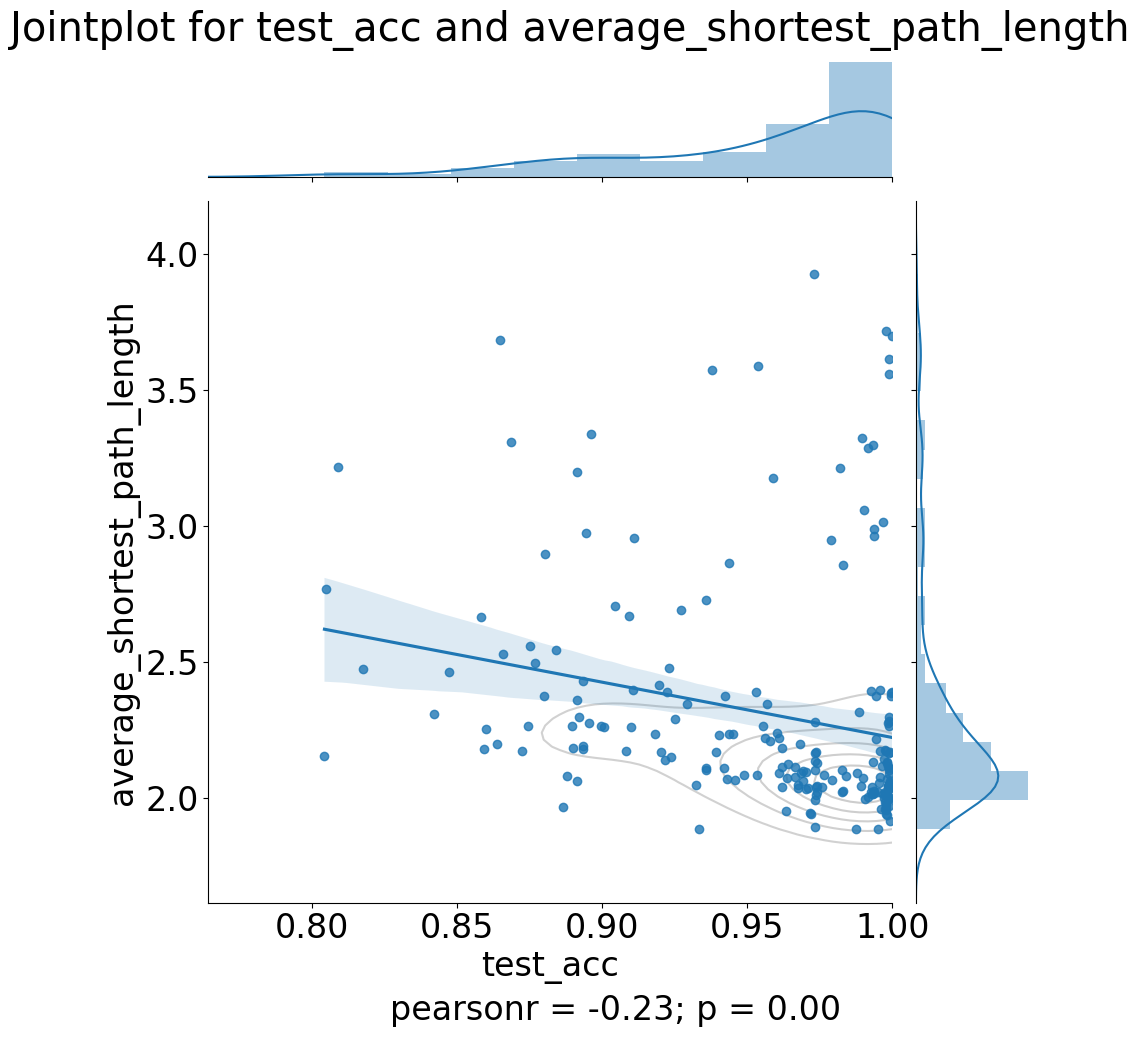 Jointplot for test_acc and average_shortest_path_length
4.0
3.5
3.0
2.5
2.0
average_shortest_path_length
0.80 0.85 0.90 0.95 1.00
test_acc
pearsonr = -0.23; p = 0.00